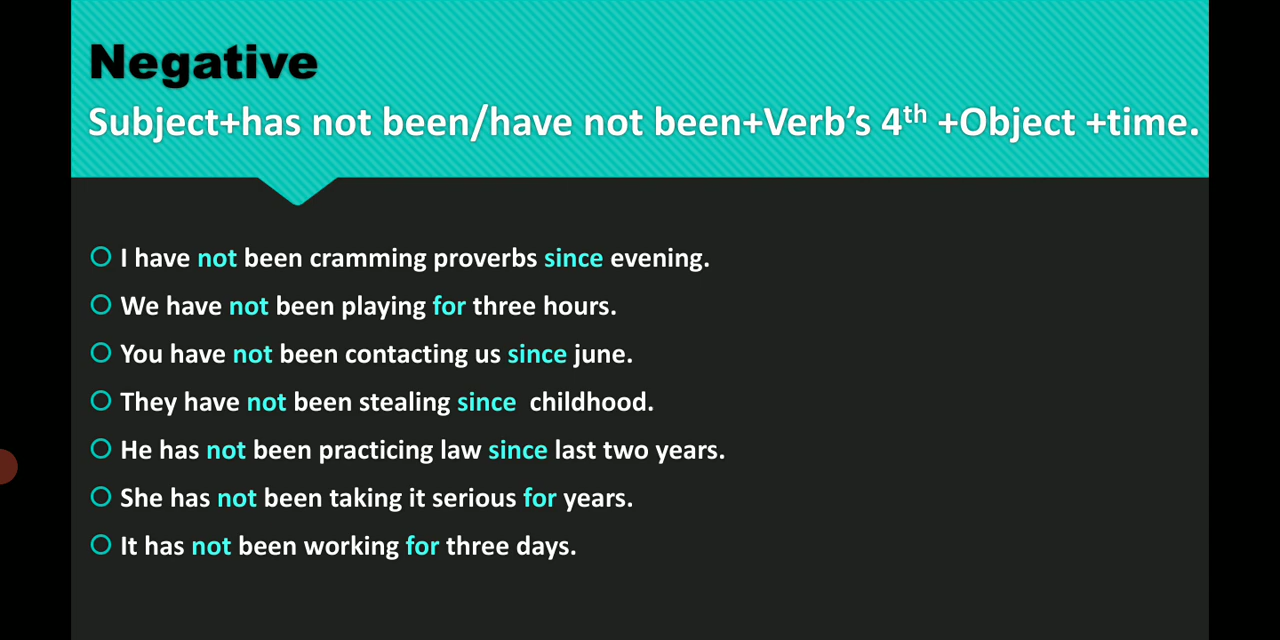 Negative
Subject+has not been/have not been+Verb’s 4th +Object +time.
I have not been cramming proverbs since evening.
We have not been playing for three hours.
You have not been contacting us since june.
They have not been stealing since  childhood.
He has not been practicing law since last two years.
She has not been taking it serious for years.
It has not been working for three days.